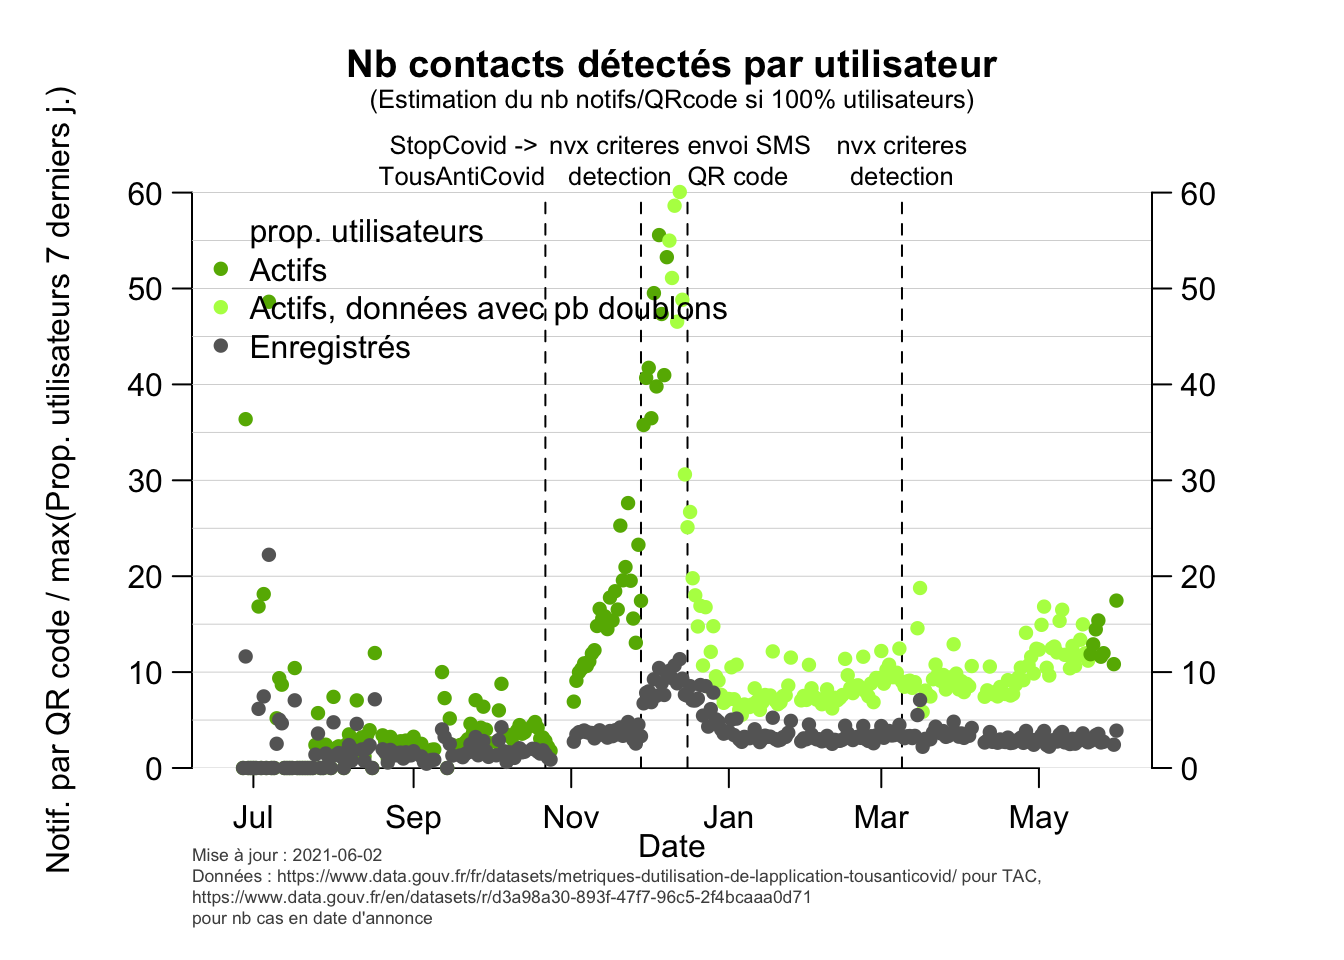 Nb contacts détectés par utilisateur
(Estimation du nb notifs/QRcode si 100% utilisateurs)
StopCovid -> nvx criteres envoi SMS nvx criteres
TousAntiCovid detection QR code detection
60 60
prop. utilisateurs
Actifs
50 50
Actifs, données avec pb doublons
Enregistrés
40 40
30 30
20 20
10 10
0 0
Notif. par QR code / max(Prop. utilisateurs 7 derniers j.)
Jul Sep Nov Jan Mar May
Date
Mise à jour : 2021-06-02
Données : https://www.data.gouv.fr/fr/datasets/metriques-dutilisation-de-lapplication-tousanticovid/ pour TAC,
https://www.data.gouv.fr/en/datasets/r/d3a98a30-893f-47f7-96c5-2f4bcaaa0d71
pour nb cas en date d'annonce